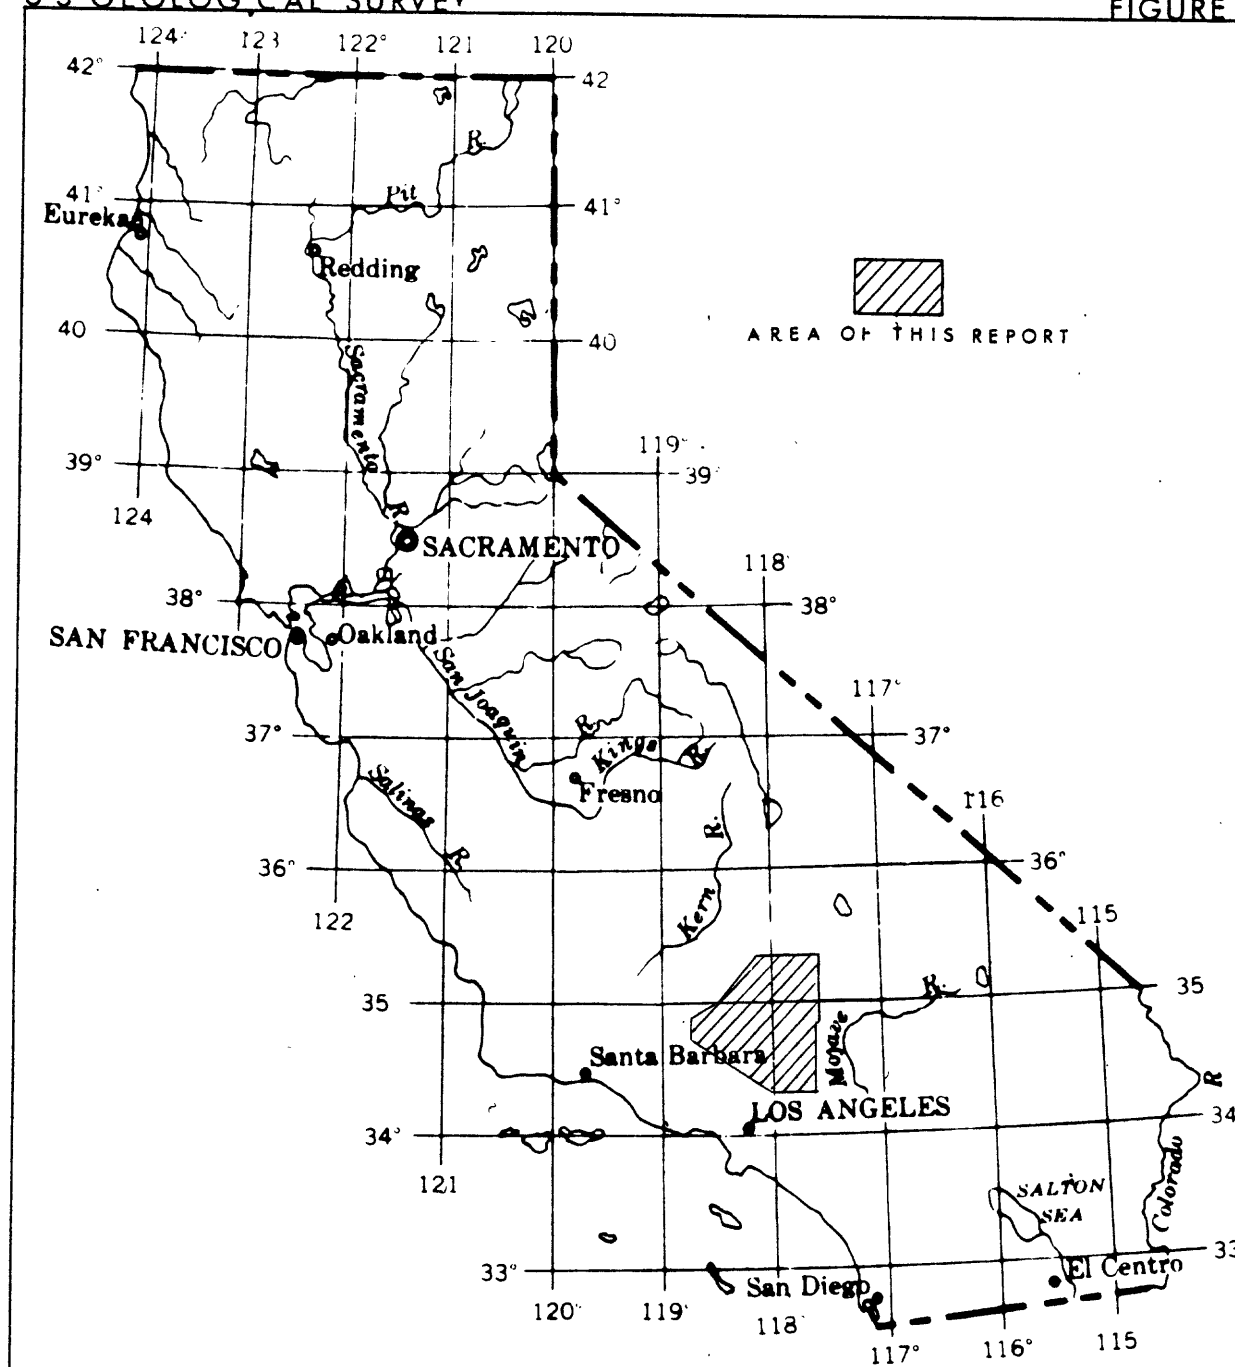 U S GEOLOGICAL SURVEY
FIGURE
124° 123 122° 121 120
42° 42
R.
Pit
41° 41°
Eureka
Redding
AREA OF THIS REPORT
40 40
Sacramento R.
119°
39° 39°
124
SACRAMENTO
118°
38° 38°
SAN FRANCISCO
Oakland
San Joaquin R.
117°
37° 37°
Kings R.
Fresno
Salinas R.
116
Kern R.
36° 36°
122
115
35 35
Mojave R.
Santa Barbara
LOS ANGELES
34° 34
121
Colorado R
SALTON
SEA
33° 33
El Centro
San Diego
120° 119° 118° 117° 116° 115